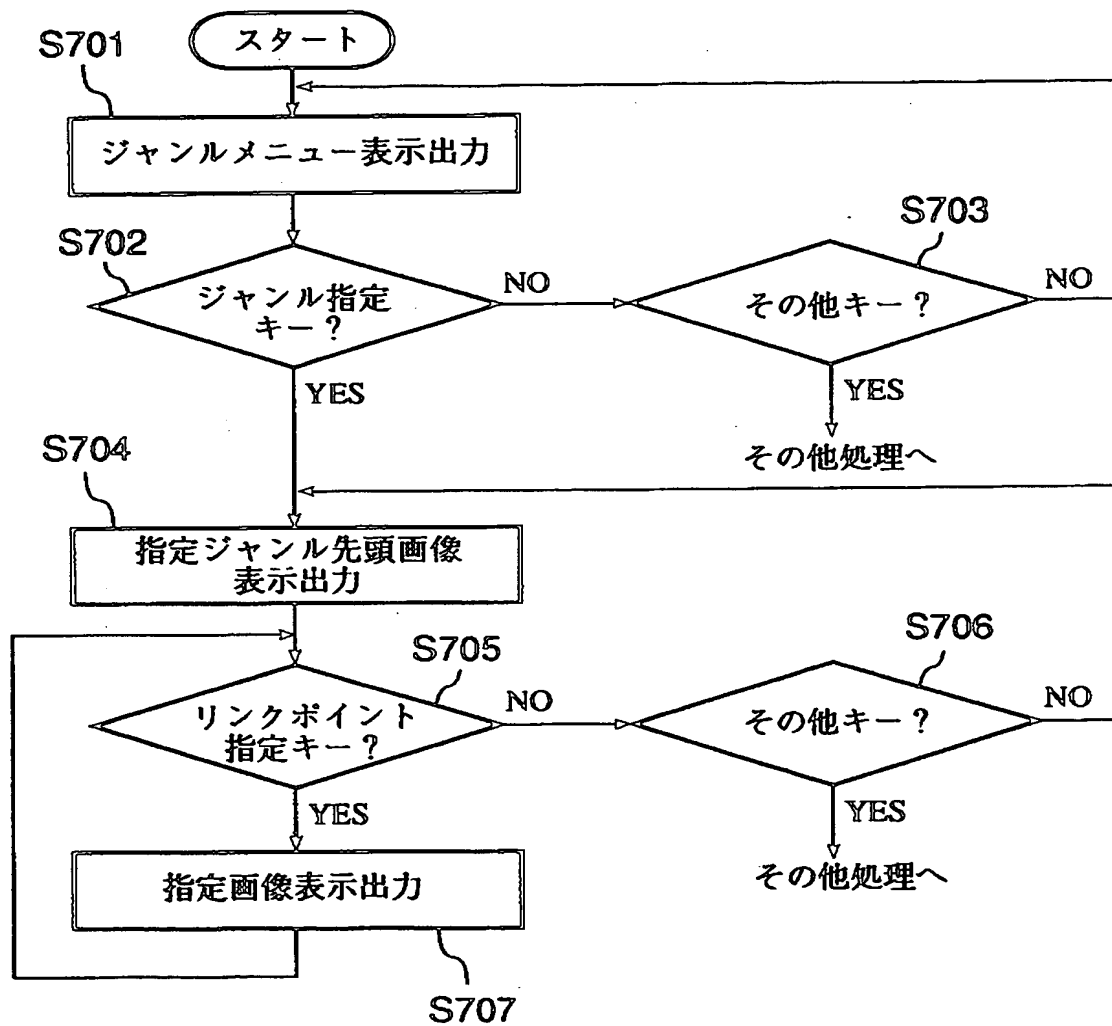 スタート
S701
ジャンルメニュー表示出力
S702
ジャンル指定
キー?
NO
YES
S703
その他キー?
NO
YES
その他処理へ
S704
指定ジャンル先頭画像
表示出力
S705
リンクポイント
指定キー?
NO
YES
S706
その他キー?
NO
YES
その他処理へ
指定画像表示出力
S707